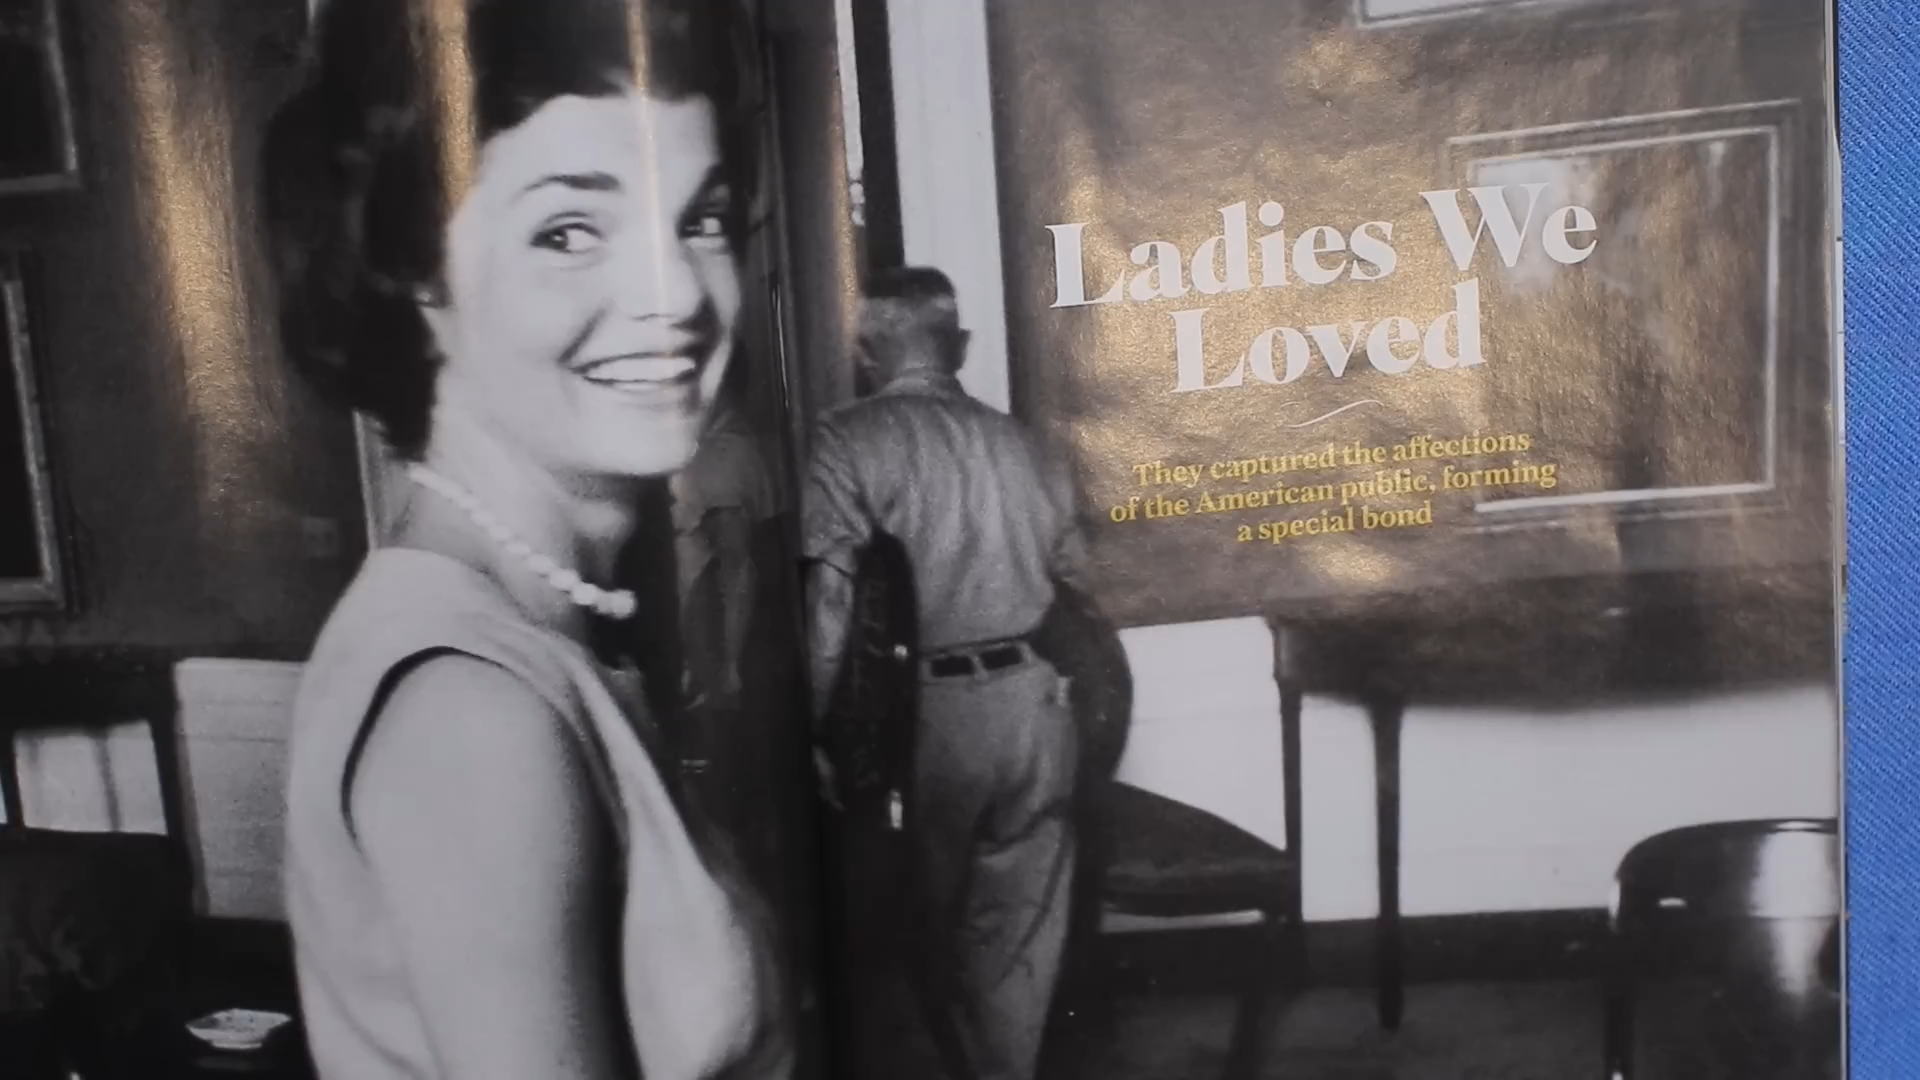 Ladies We
Loved
They captured the affections
of the American public, forming
a special bond